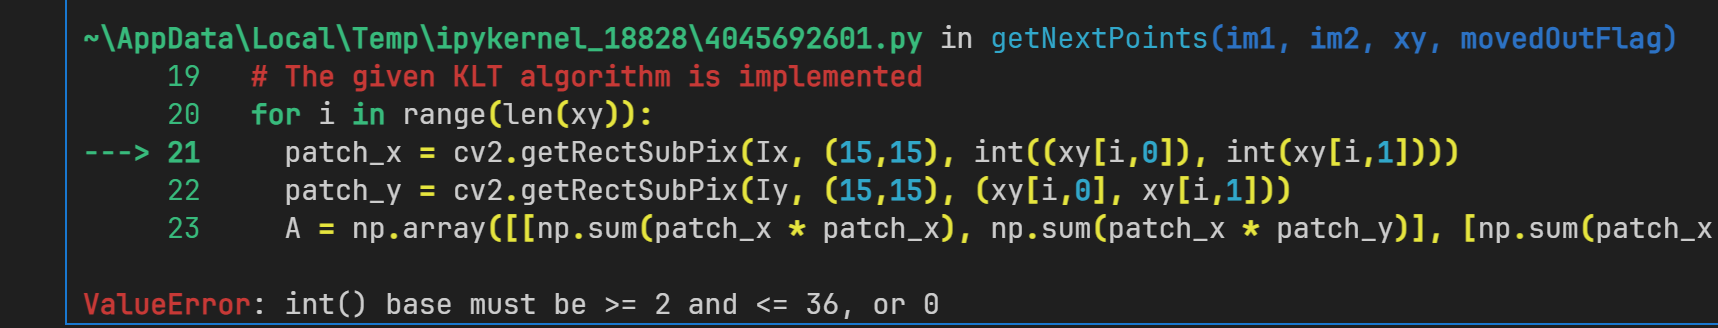 ~\AppData\Local\Temp\ipykernel_18828\4045692601.py in getNextPoints(im1, im2, xy, movedOutFlag)
19   # The given KLT algorithm is implemented
20   for i in range(len(xy)):
---> 21     patch_x = cv2.getRectSubPix(Ix, (15,15), int((xy[i,0]), int(xy[i,1])))
22     patch_y = cv2.getRectSubPix(Iy, (15,15), (xy[i,0], xy[i,1]))
23     A = np.array([[np.sum(patch_x * patch_x), np.sum(patch_x * patch_y)], [np.sum(patch_x
ValueError: int() base must be >= 2 and <= 36, or 0